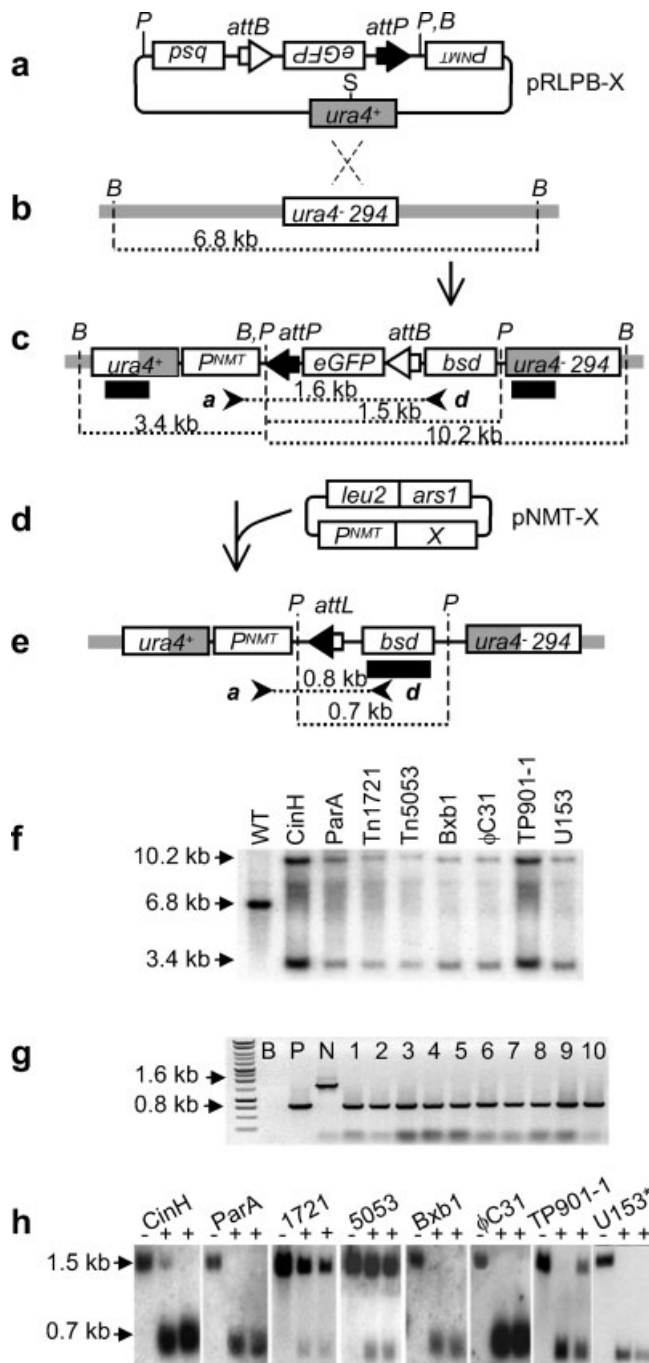 a
P
attB
attP
P,B
bsd
eGFP
PNMT
pRLPB-X
S
ura4+
b
B
B
ura4- 294
6.8 kb
c
B
B,P
attP
attB
P
B
ura4+
PNMT
eGFP
bsd
ura4- 294
a
1.6 kb
d
1.5 kb
3.4 kb
10.2 kb
d
leu2
ars1
pNMT-X
PNMT
X
e
P
attL
P
ura4+
PNMT
bsd
ura4- 294
a
0.8 kb
d
0.7 kb
f
WT
CinH
ParA
Tn1721
Tn5053
Bxb1
ϕC31
TP901-1
U153
10.2 kb
6.8 kb
3.4 kb
g
B P N 1 2 3 4 5 6 7 8 9 10
1.6 kb
0.8 kb
h
CinH ParA 1721 5053 Bxb1 ϕC31 TP901-1 U153*
- + + - + + - + + - + + - + + - + + - + + - + +
1.5 kb
0.7 kb